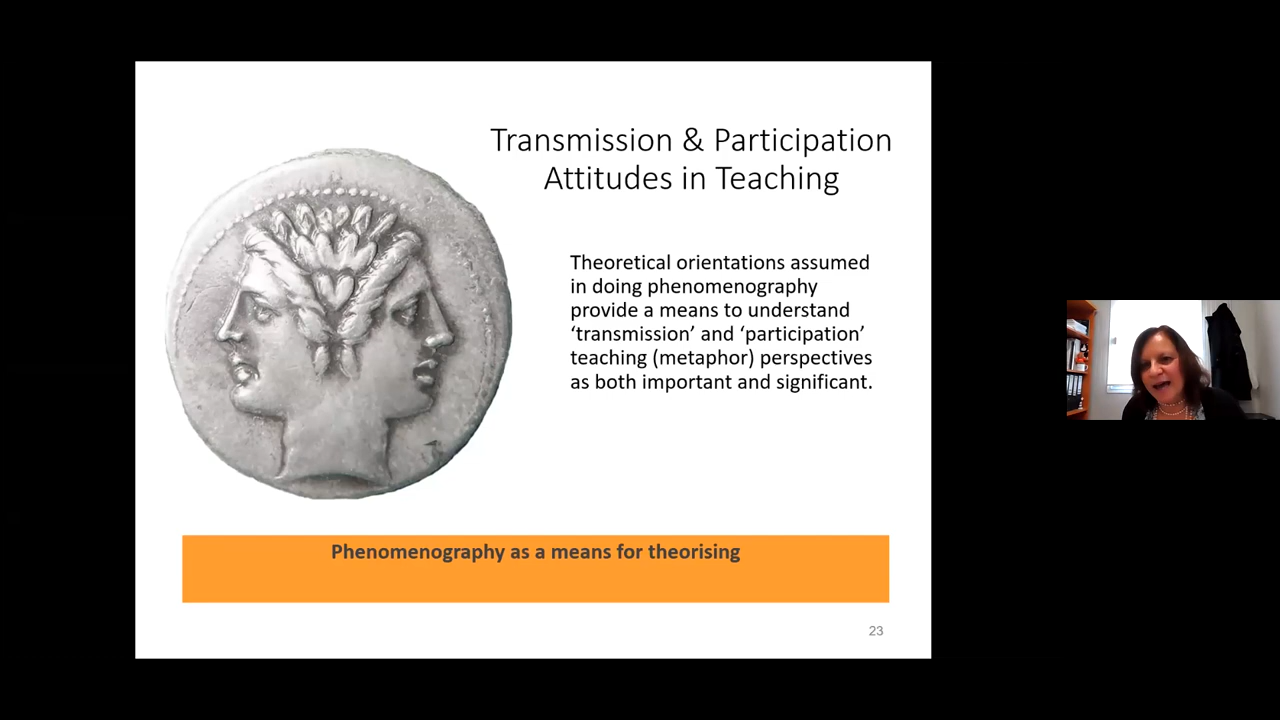 Transmission & Participation
Attitudes in Teaching
Theoretical orientations assumed
in doing phenomenography
provide a means to understand
‘transmission’ and ‘participation’
teaching (metaphor) perspectives
as both important and significant.
Phenomenography as a means for theorising
23